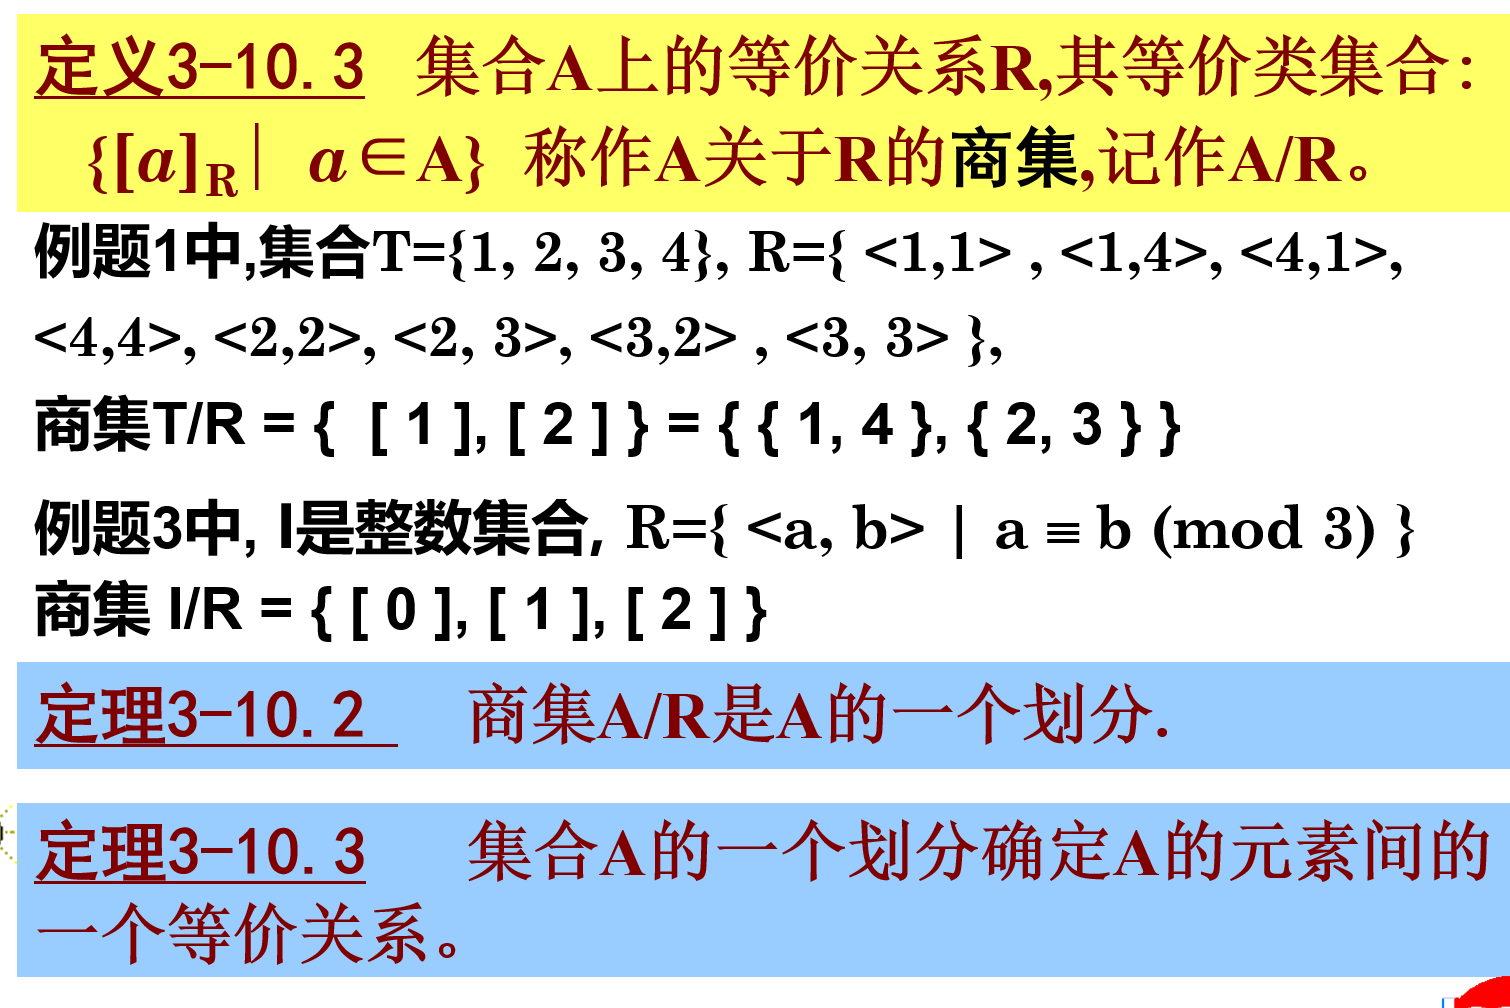 定义3-10.3 集合A上的等价关系R,其等价类集合:
{[a]R| a∈A} 称作A关于R的商集,记作A/R。
例题1中,集合T={1, 2, 3, 4}, R={ <1,1> , <1,4>, <4,1>,
<4,4>, <2,2>, <2, 3>, <3,2> , <3, 3> },
商集T/R = { [ 1 ], [ 2 ] } = { { 1, 4 }, { 2, 3 } }
例题3中, I是整数集合, R={ <a, b> | a ≡ b (mod 3) }
商集 I/R = { [ 0 ], [ 1 ], [ 2 ] }
定理3-10.2 商集A/R是A的一个划分.
定理3-10.3 集合A的一个划分确定A的元素间的
一个等价关系。